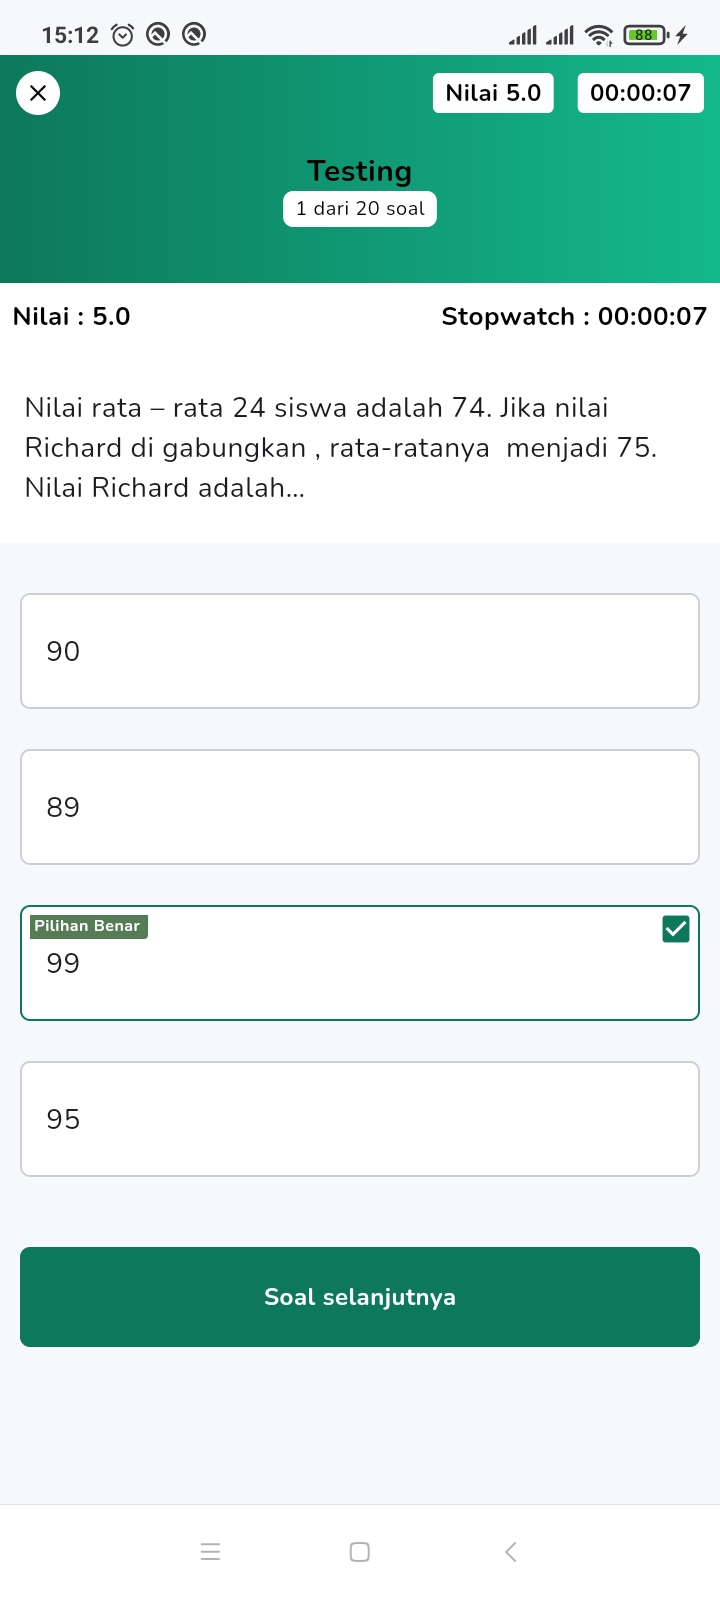 15:12
88
Nilai 5.0
00:00:07
Testing
1 dari 20 soal
Nilai : 5.0
Stopwatch : 00:00:07
Nilai rata – rata 24 siswa adalah 74. Jika nilai
Richard di gabungkan , rata-ratanya  menjadi 75.
Nilai Richard adalah...
90
89
Pilihan Benar
99
95
Soal selanjutnya